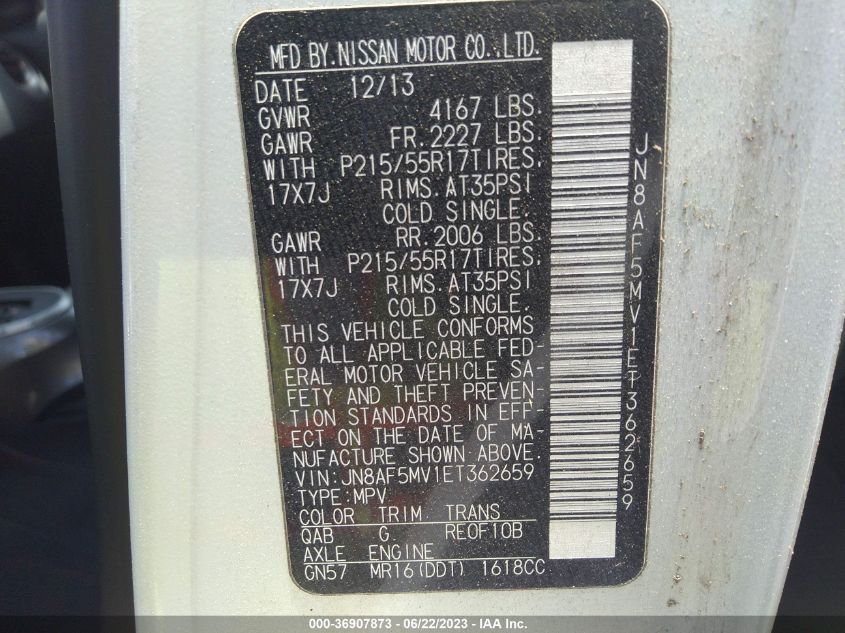 MFD BY.NISSAN MOTOR CO.,LTD.
DATE 12/13
GVWR 4167 LBS.
GAWR FR.2227 LBS.
WITH P215/55R17TIRES.
17X7J RIMS.AT35PSI
COLD SINGLE.
GAWR RR.2006 LBS.
WITH P215/55R17TIRES.
17X7J RIMS.AT35PSI
COLD SINGLE.
THIS VEHICLE CONFORMS
TO ALL APPLICABLE FED-
ERAL MOTOR VEHICLE SA-
FETY AND THEFT PREVEN-
TION STANDARDS IN EFF-
ECT ON THE DATE OF MA-
NUFACTURE SHOWN ABOVE.
VIN: JN8AF5MV1ET362659
TYPE:MPV
COLOR TRIM TRANS
QAB G. RE0F10B
AXLE ENGINE
GN57 MR16(DDT) 1618CC
JN8AF5MV1ET362659
000-36907873 - 06/22/2023 - IAA Inc.